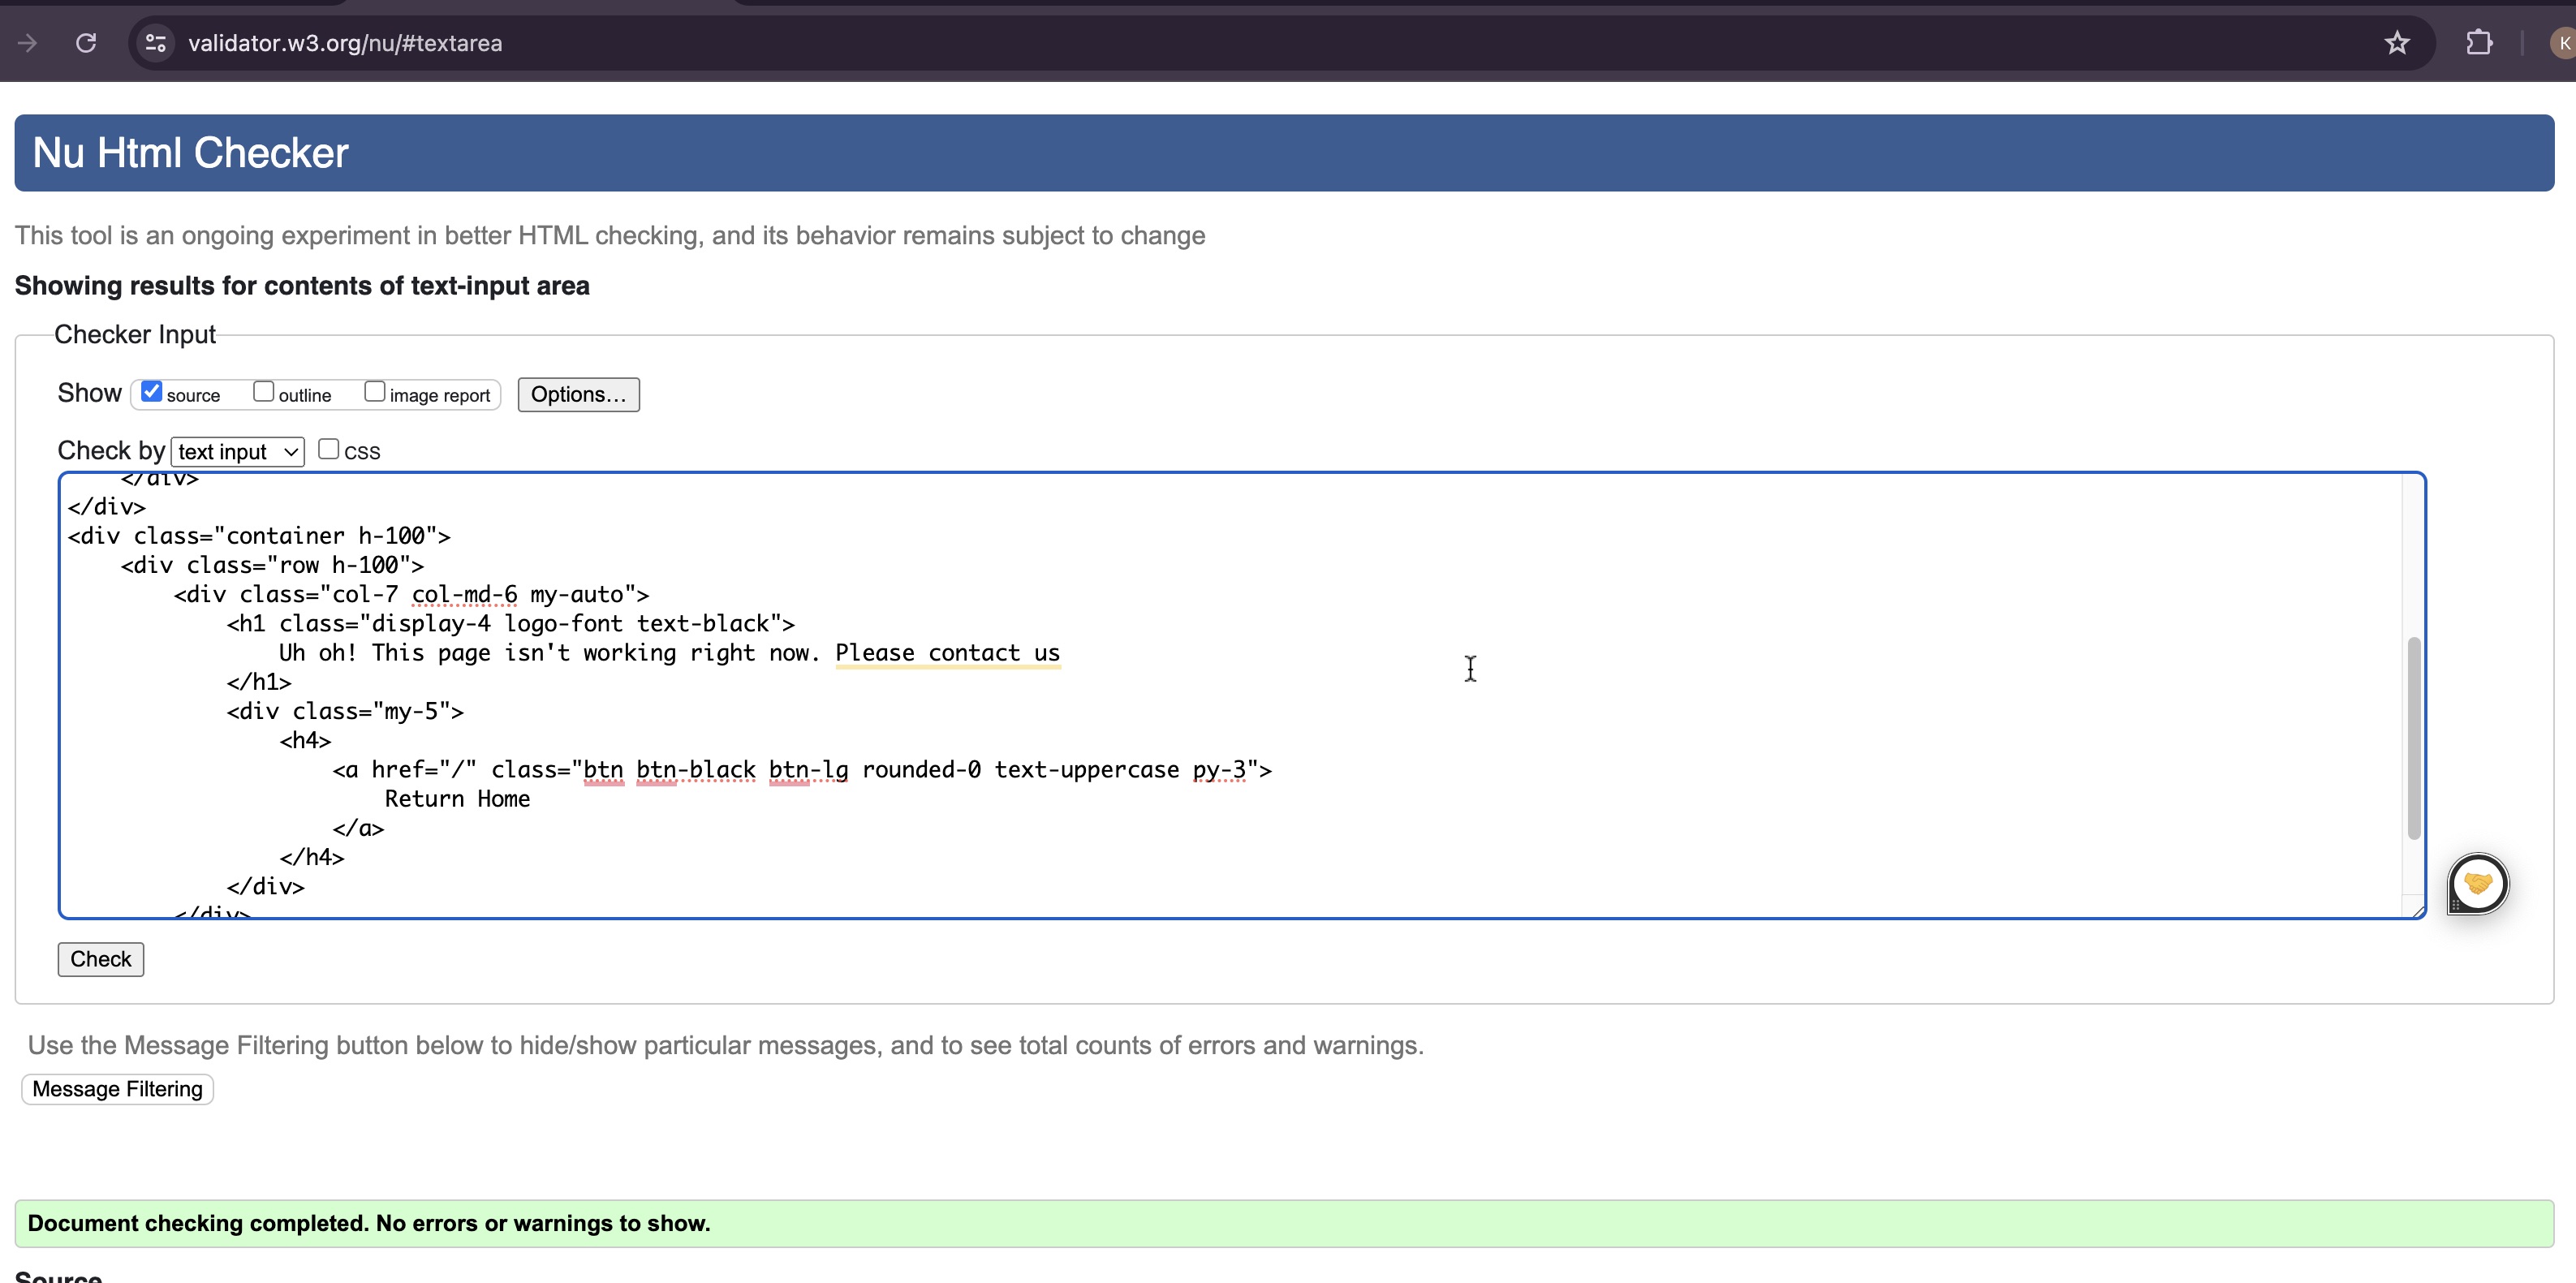 validator.w3.org/nu/#textarea
K
Nu Html Checker
This tool is an ongoing experiment in better HTML checking, and its behavior remains subject to change
Showing results for contents of text-input area
Checker Input
Show source outline image report Options…
Check by text input CSS
</div>
</div>
<div class="container h-100">
<div class="row h-100">
<div class="col-7 col-md-6 my-auto">
<h1 class="display-4 logo-font text-black">
Uh oh! This page isn't working right now. Please contact us
</h1>
<div class="my-5">
<h4>
<a href="/" class="btn btn-black btn-lg rounded-0 text-uppercase py-3">
Return Home
</a>
</h4>
</div>
</div>
Check
Use the Message Filtering button below to hide/show particular messages, and to see total counts of errors and warnings.
Message Filtering
Document checking completed. No errors or warnings to show.
Source